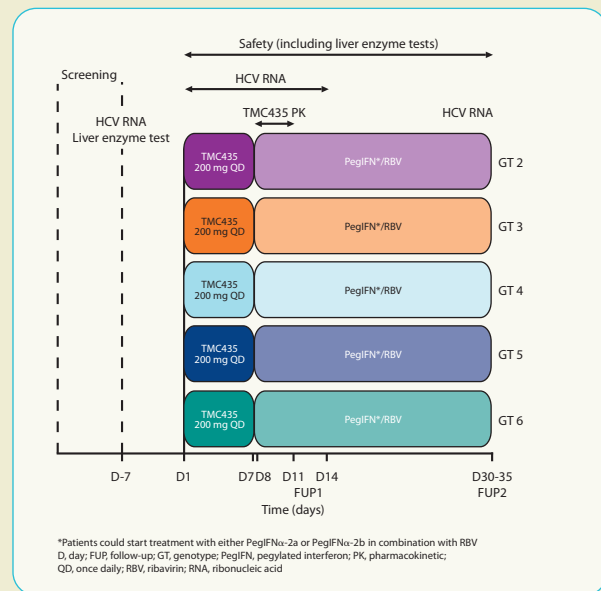 Safety (including liver enzyme tests)
Screening
HCV RNA
HCV RNA
Liver enzyme test
TMC435 PK
HCV RNA
TMC435
200 mg QD
PegIFN*/RBV
GT 2
TMC435
200 mg QD
PegIFN*/RBV
GT 3
TMC435
200 mg QD
PegIFN*/RBV
GT 4
TMC435
200 mg QD
PegIFN*/RBV
GT 5
TMC435
200 mg QD
PegIFN*/RBV
GT 6
D-7 D1 D7 D8 D11 D14 D30-35
FUP1 FUP2
Time (days)
*Patients could start treatment with either PegIFNα-2a or PegIFNα-2b in combination with RBV
D, day; FUP, follow-up; GT, genotype; PegIFN, pegylated interferon; PK, pharmacokinetic;
QD, once daily; RBV, ribavirin; RNA, ribonucleic acid